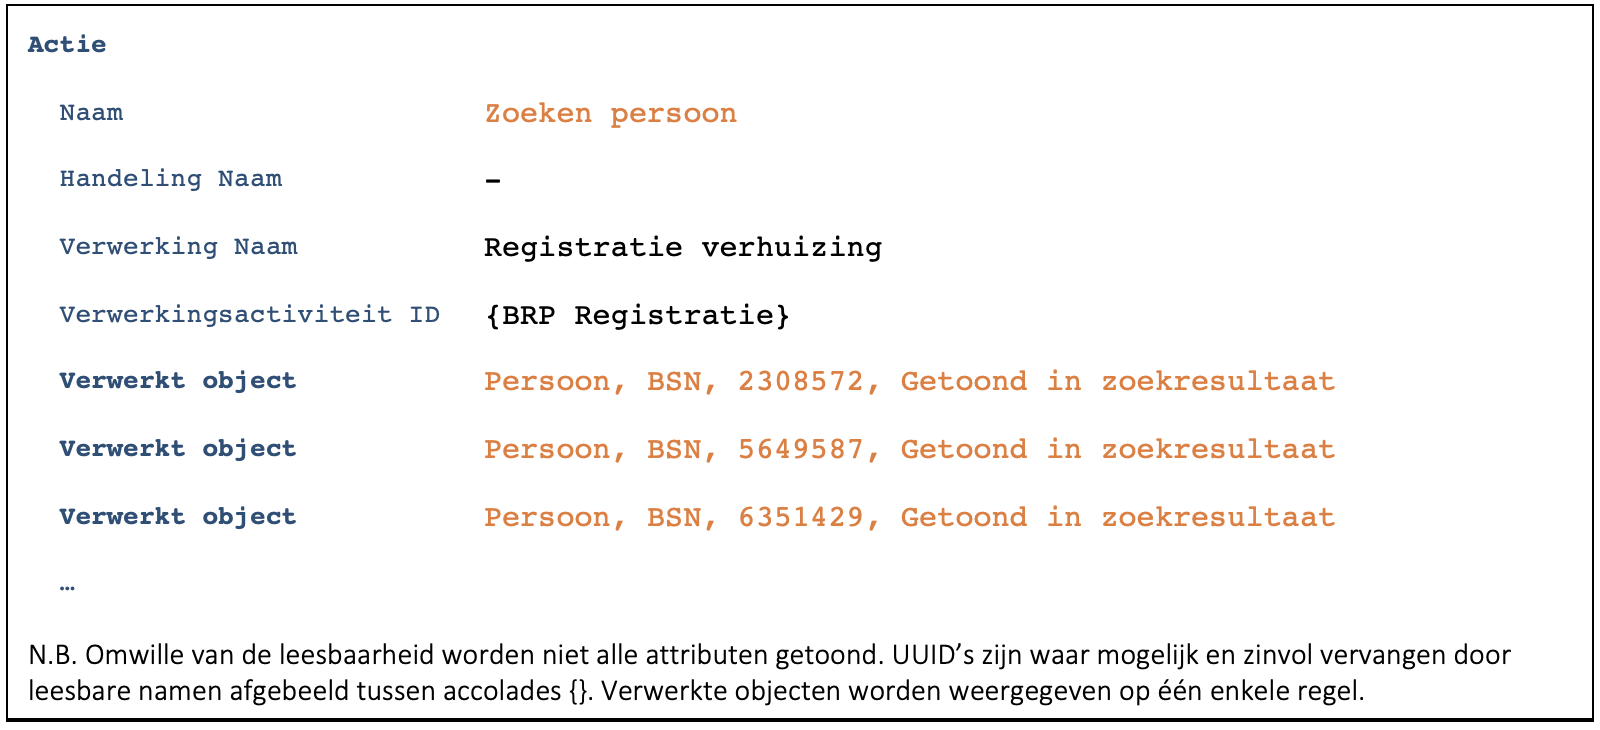 Actie
Naam Zoeken persoon
Handeling Naam –
Verwerking Naam Registratie verhuizing
Verwerkingsactiviteit ID {BRP Registratie}
Verwerkt object Persoon, BSN, 2308572, Getoond in zoekresultaat
Verwerkt object Persoon, BSN, 5649587, Getoond in zoekresultaat
Verwerkt object Persoon, BSN, 6351429, Getoond in zoekresultaat
…
N.B. Omwille van de leesbaarheid worden niet alle attributen getoond. UUID’s zijn waar mogelijk en zinvol vervangen door
leesbare namen afgebeeld tussen accolades {}. Verwerkte objecten worden weergegeven op één enkele regel.